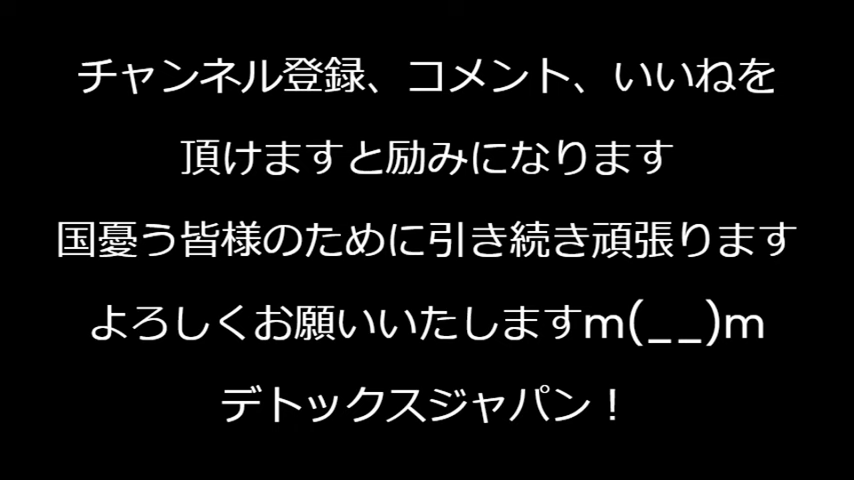 チャンネル登録、コメント、いいねを
頂けますと励みになります
国憂う皆様のために引き続き頑張ります
よろしくお願いいたしますm(__)m
デトックスジャパン！